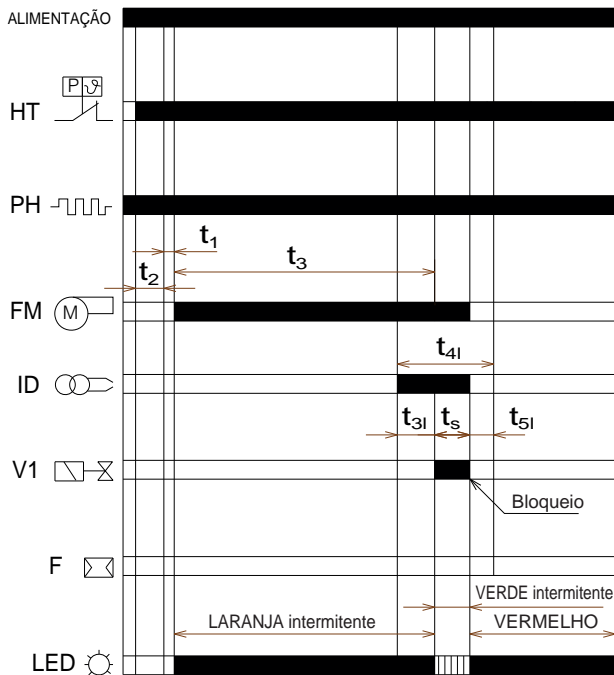 ALIMENTAÇÃO
P ϑ
HT
PH
t1
t3
t2
FM M
t4l
ID
t3l ts t5l
V1
Bloqueio
F
VERDE intermitente
LARANJA intermitente VERMELHO
LED